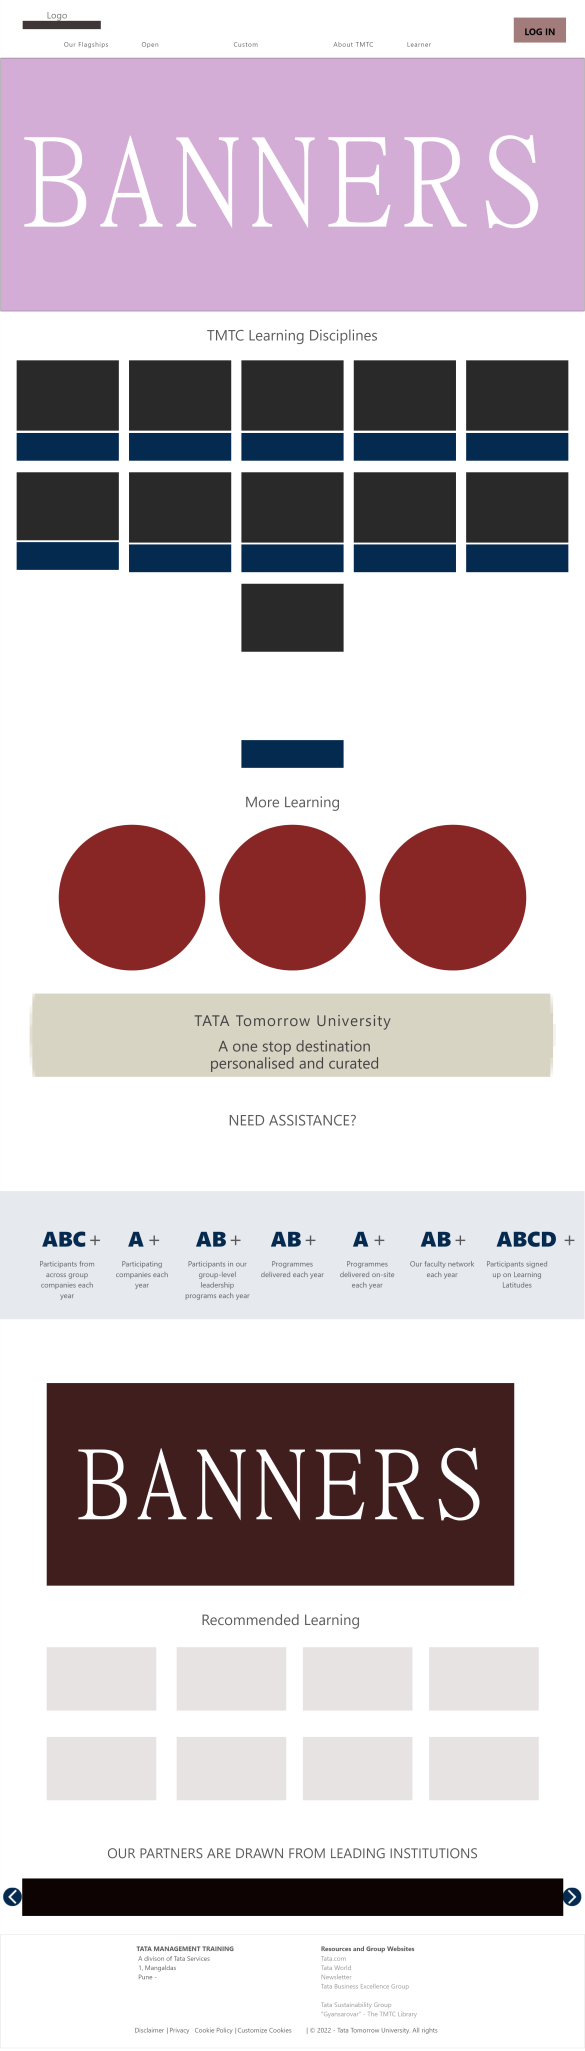 Logo
LOG IN
Our Flagships Open Custom About TMTC Learner
BANNERS
TMTC Learning Disciplines
More Learning
TATA Tomorrow University
A one stop destination
personalised and curated
NEED ASSISTANCE?
ABC + A + AB + AB + A + AB + ABCD +
Participants from
across group
companies each
year
Participating
companies each
year
Participants in our
group-level
leadership
programs each year
Programmes
delivered each year
Programmes
delivered on-site
each year
Our faculty network
each year
Participants signed
up on Learning
Latitudes
BANNERS
Recommended Learning
OUR PARTNERS ARE DRAWN FROM LEADING INSTITUTIONS
TATA MANAGEMENT TRAINING
A divison of Tata Services
1, Mangaldas
Pune -
Resources and Group Websites
Tata.com
Tata World
Newsletter
Tata Business Excellence Group
Tata Sustainability Group
"Gyansarovar" - The TMTC Library
Disclaimer |Privacy Cookie Policy |Customize Cookies | © 2022 - Tata Tomorrow University. All rights